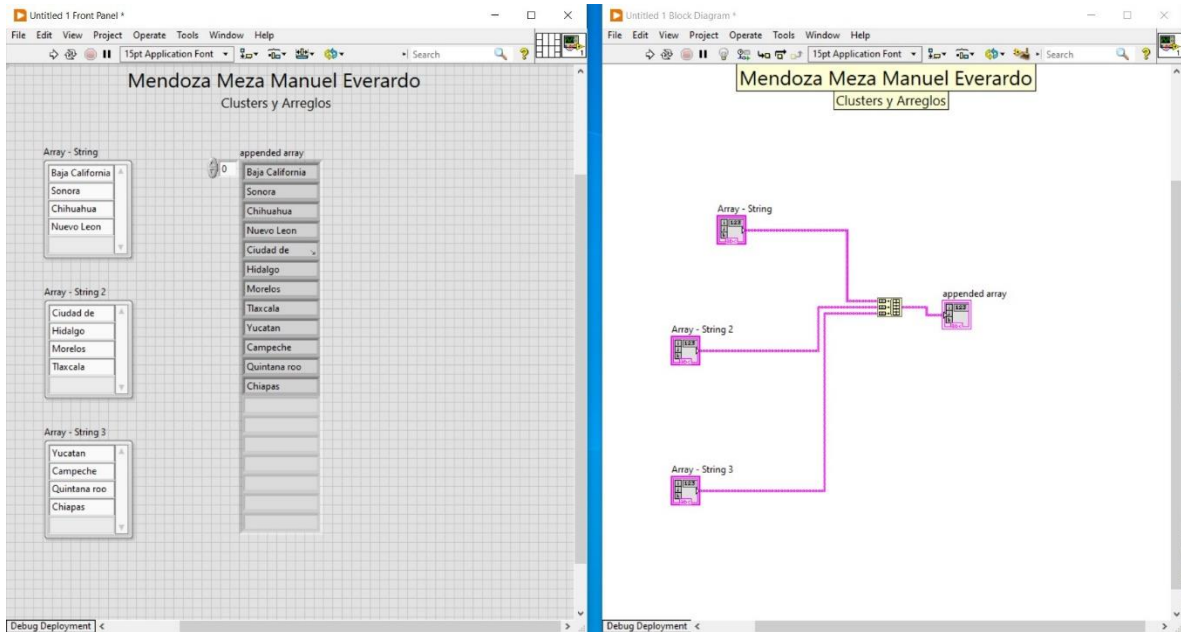 Untitled 1 Front Panel *
File Edit View Project Operate Tools Window Help
15pt Application Font
Search
Mendoza Meza Manuel Everardo
Clusters y Arreglos
Array - String
Baja California
Sonora
Chihuahua
Nuevo Leon
Array - String 2
Ciudad de
Hidalgo
Morelos
Tlaxcala
Array - String 3
Yucatan
Campeche
Quintana roo
Chiapas
appended array
0
Baja California
Sonora
Chihuahua
Nuevo Leon
Ciudad de
Hidalgo
Morelos
Tlaxcala
Yucatan
Campeche
Quintana roo
Chiapas
Debug Deployment
Untitled 1 Block Diagram *
File Edit View Project Operate Tools Window Help
15pt Application Font
Search
Mendoza Meza Manuel Everardo
Clusters y Arreglos
Array - String
Array - String 2
Array - String 3
appended array
Debug Deployment